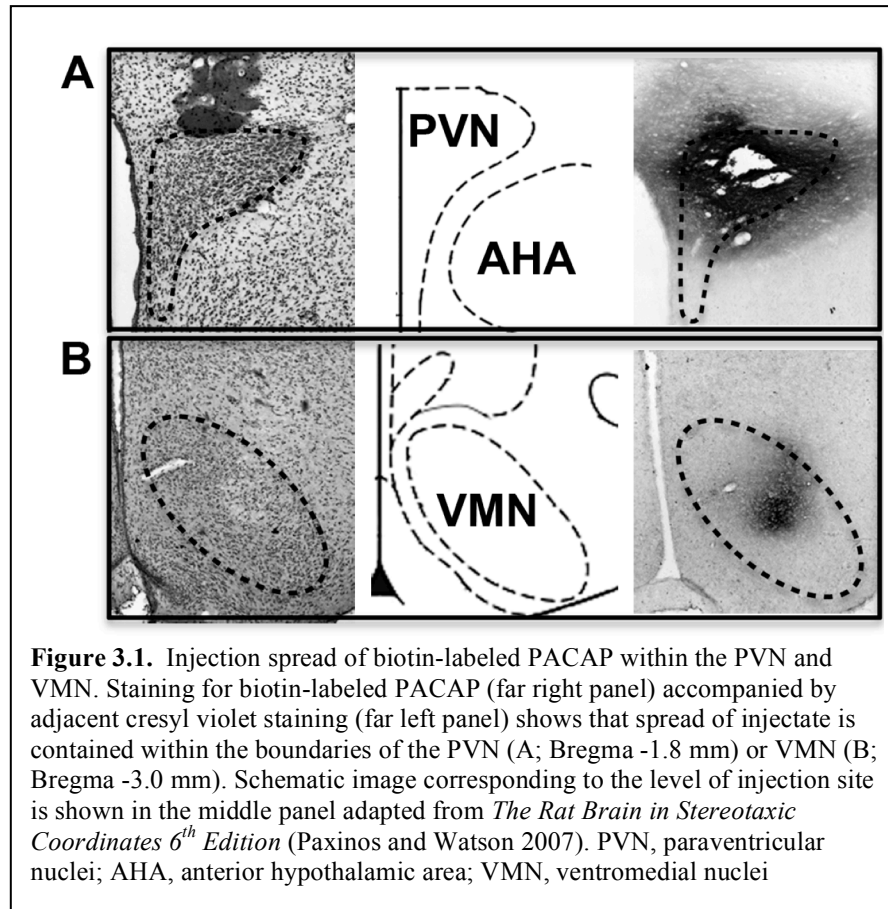 A
PVN
AHA
B
VMN
Figure 3.1. Injection spread of biotin-labeled PACAP within the PVN and
VMN. Staining for biotin-labeled PACAP (far right panel) accompanied by
adjacent cresyl violet staining (far left panel) shows that spread of injectate is
contained within the boundaries of the PVN (A; Bregma -1.8 mm) or VMN (B;
Bregma -3.0 mm). Schematic image corresponding to the level of injection site
is shown in the middle panel adapted from The Rat Brain in Stereotaxic
Coordinates 6th Edition (Paxinos and Watson 2007). PVN, paraventricular
nuclei; AHA, anterior hypothalamic area; VMN, ventromedial nuclei